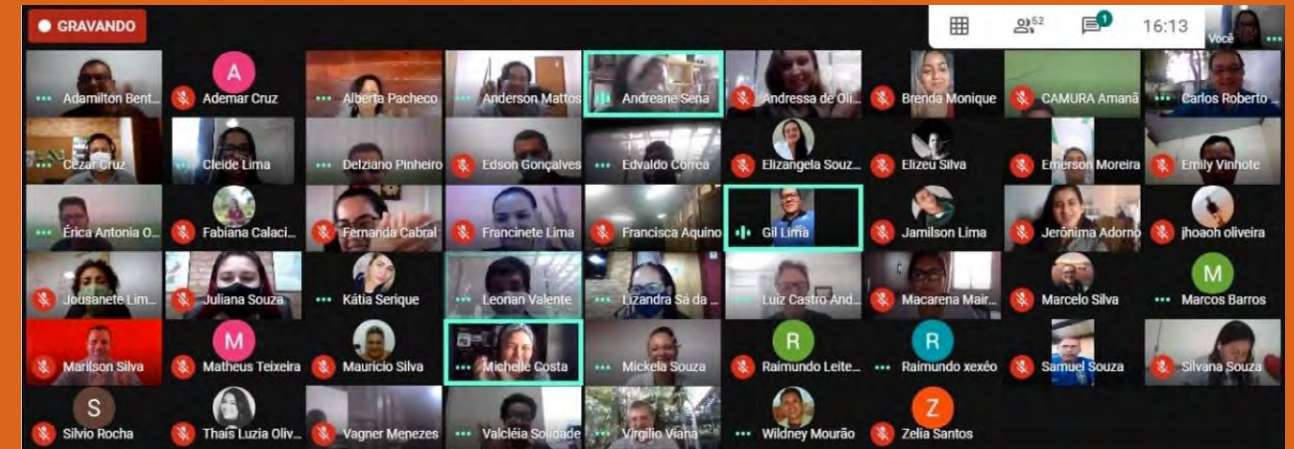 GRAVANDO
52 1 16:13 Você
Adamilton Bent... A Ademar Cruz Alberta Pacheco Anderson Mattos Andreane Sena Andressa de Oli... Brenda Monique CAMURA Amanã Carlos Roberto ...
Cezar Cruz Cleide Lima Delziano Pinheiro Edson Gonçalves Edvaldo Correa Elizangela Souz... Elizeu Silva Emerson Moreira Emily Vinhote
Érica Antonia O... Fabiana Calaci... Fernanda Cabral Francinete Lima Francisca Aquino Gil Lima Jamilson Lima Jerônima Adorno jhoaoh oliveira
Jousanete Lim... Juliana Souza Kátia Serique Leonan Valente Lizandra Sá da ... Luiz Castro And... Macarena Mair... Marcelo Silva M Marcos Barros
Marilson Silva M Matheus Teixeira Mauricio Silva Michelle Costa Mickela Souza R Raimundo Leite... R Raimundo xexéo Samuel Souza Silvana Souza
S Silvio Rocha Thaís Luzia Oliv... Vagner Menezes Valcléia Solidade Virgilio Viana Wildney Mourão Z Zelia Santos